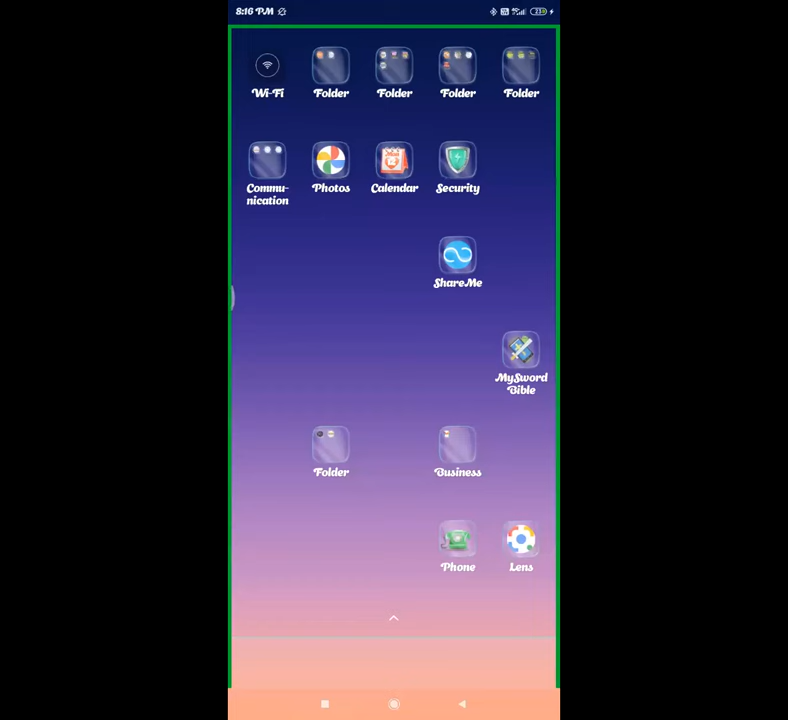 8:16 PM
23
Wi-Fi
Folder
Folder
Folder
Folder
Commu-
nication
Photos
Calendar
Security
ShareMe
MySword
Bible
Folder
Business
Phone
Lens